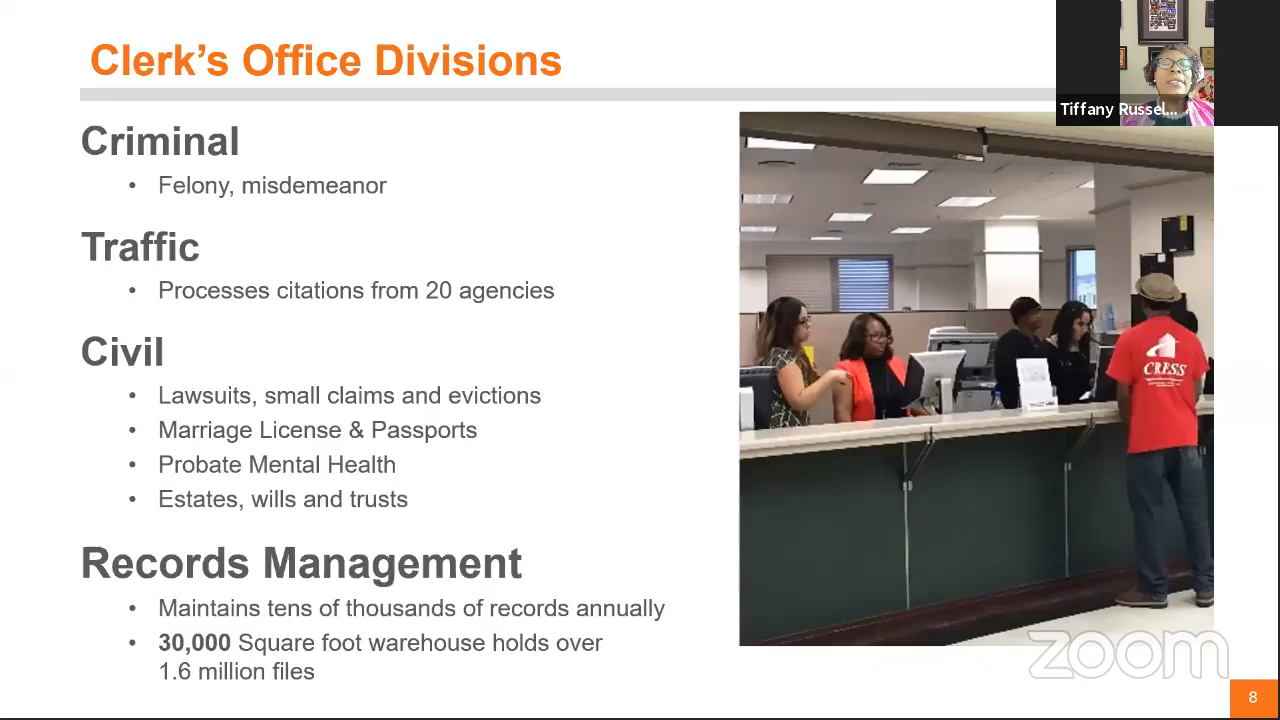 Clerk’s Office Divisions
Tiffany Russel...
Criminal
• Felony, misdemeanor
Traffic
• Processes citations from 20 agencies
Civil
• Lawsuits, small claims and evictions
• Marriage License & Passports
• Probate Mental Health
• Estates, wills and trusts
Records Management
• Maintains tens of thousands of records annually
• 30,000 Square foot warehouse holds over
1.6 million files
CRESS
zoom
8